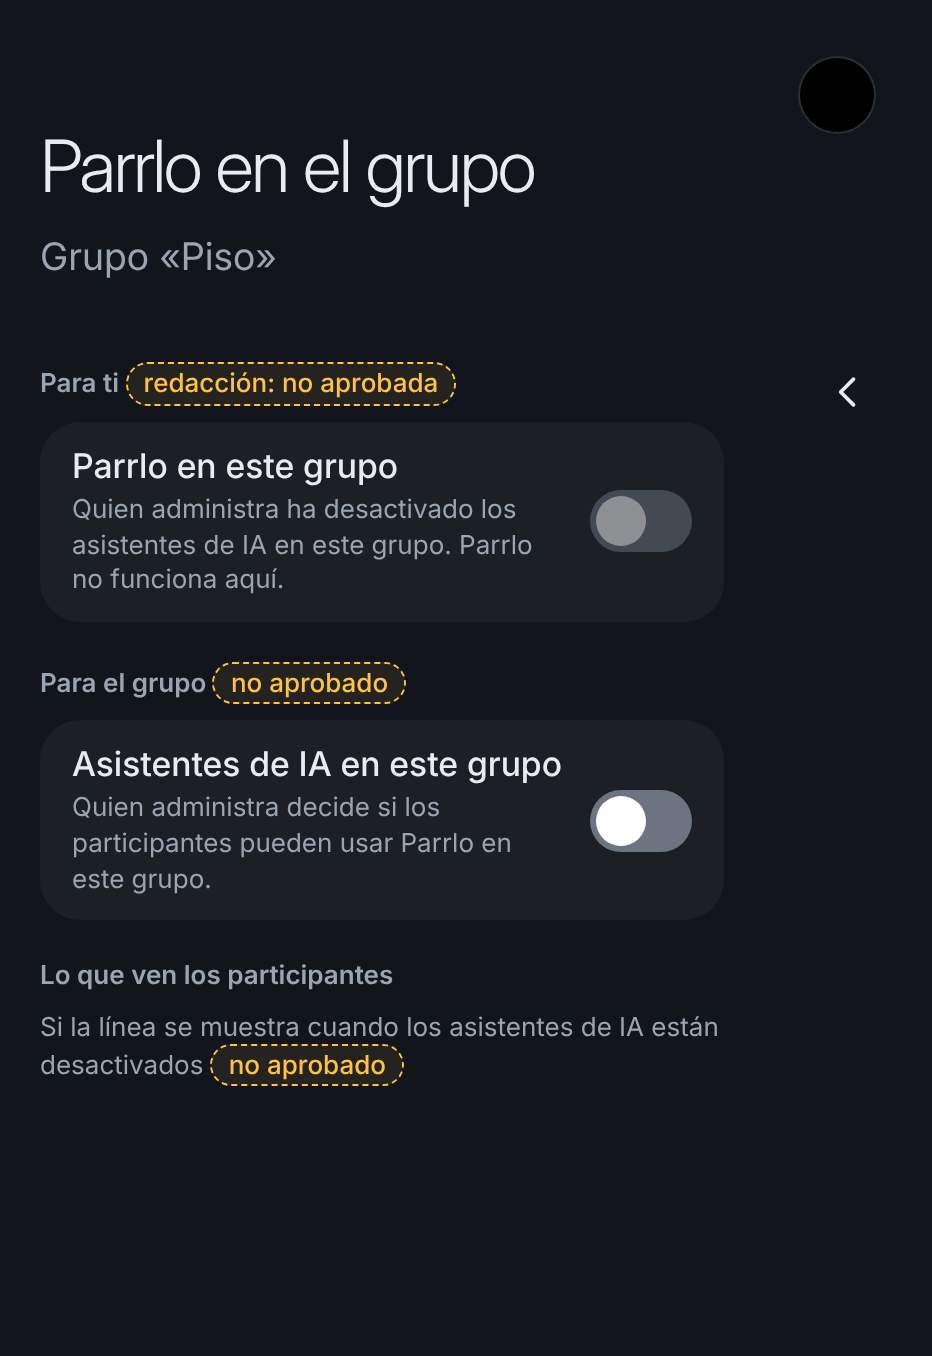 Parrlo en el grupo
Grupo «Piso»
Para ti redacción: no aprobada
Parrlo en este grupo
Quien administra ha desactivado los
asistentes de IA en este grupo. Parrlo
no funciona aquí.
Para el grupo no aprobado
Asistentes de IA en este grupo
Quien administra decide si los
participantes pueden usar Parrlo en
este grupo.
Lo que ven los participantes
Si la línea se muestra cuando los asistentes de IA están
desactivados no aprobado